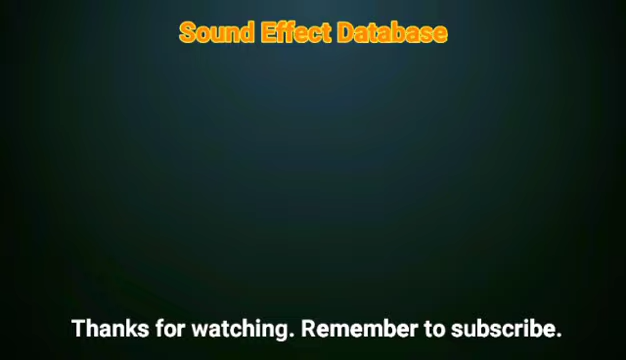 Sound Effect Database
Thanks for watching. Remember to subscribe.